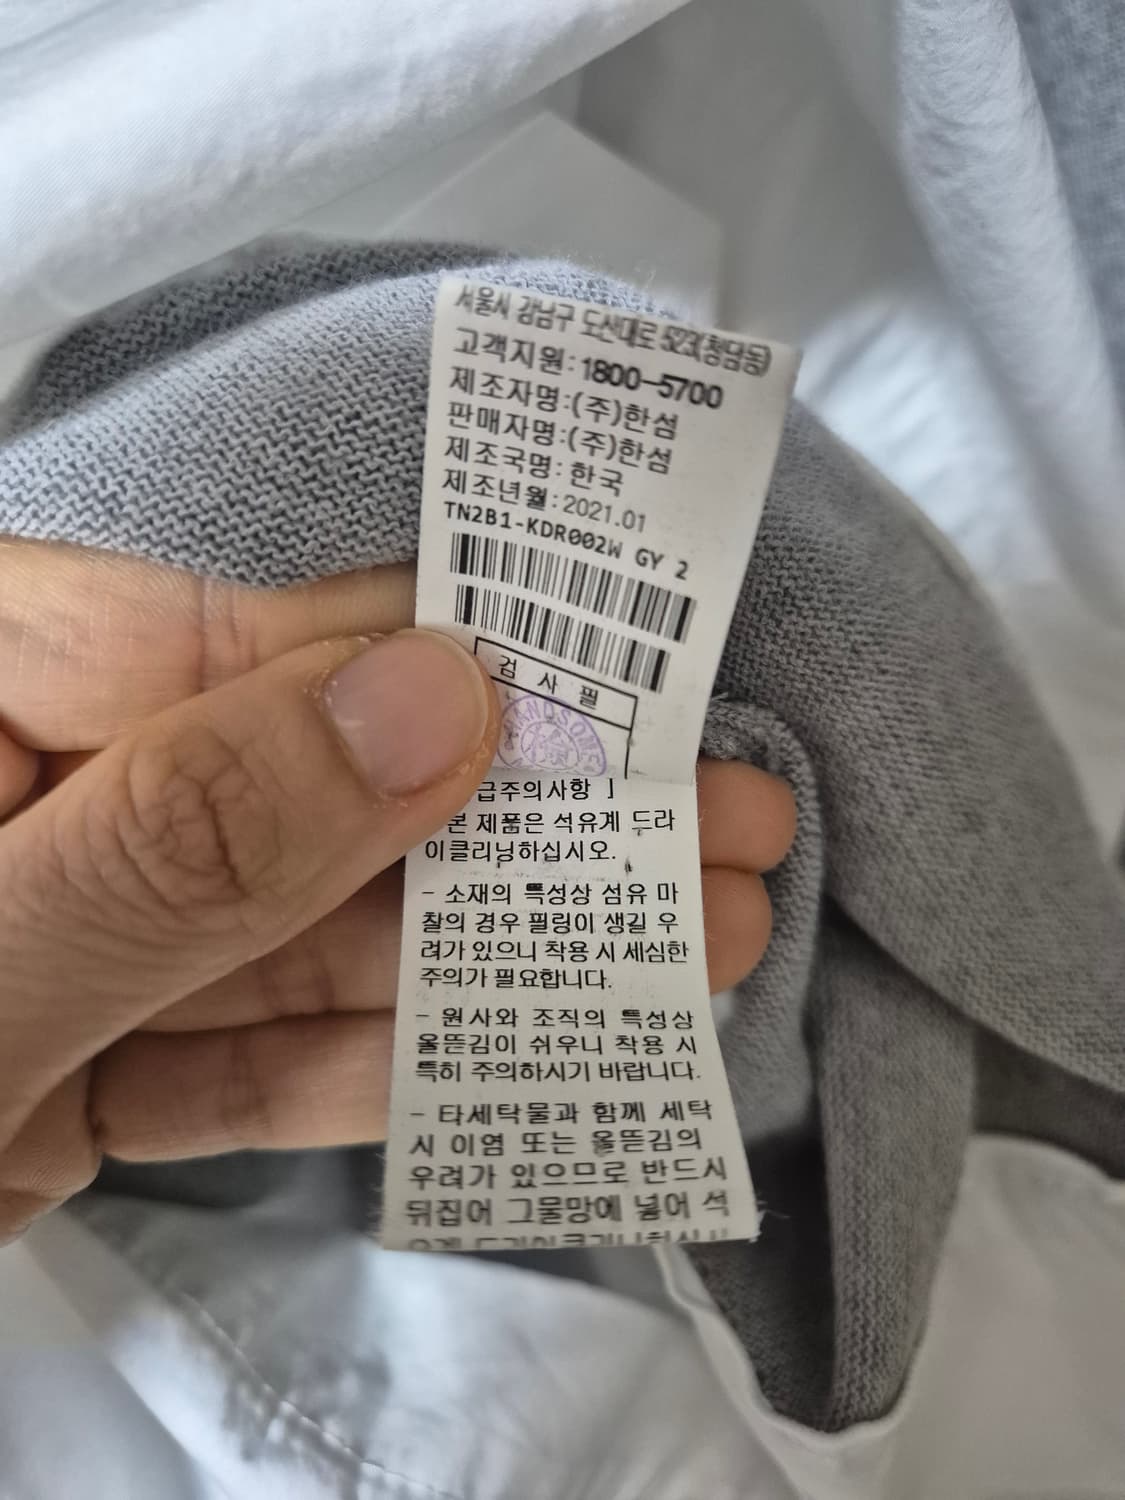 서울시 강남구 도산대로 523(청담동)
고객지원:1800-5700
제조자명:(주)한섬
판매자명:(주)한섬
제조국명:한국
제조년월:2021.01
TN2B1-KDR002W GY 2
검 사 필
HANDSOME
급주의사항 ]
본 제품은 석유계 드라
이클리닝하십시오.
- 소재의 특성상 섬유 마
찰의 경우 필링이 생길 우
려가 있으니 착용 시 세심한
주의가 필요합니다.
- 원사와 조직의 특성상
올뜯김이 쉬우니 착용 시
특히 주의하시기 바랍니다.
- 타세탁물과 함께 세탁
시 이염 또는 올뜯김의
우려가 있으므로 반드시
뒤집어 그물망에 넣어 석